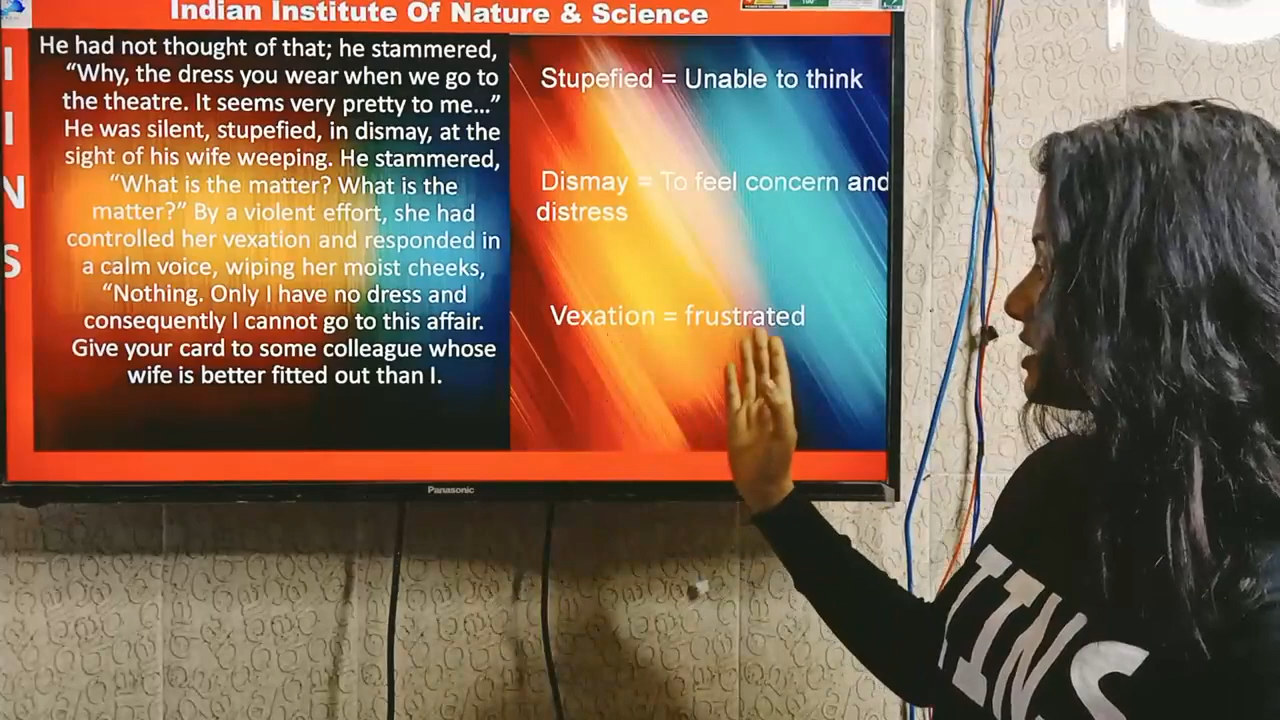 Indian Institute Of Nature & Science
I
I
N
S
He had not thought of that; he stammered,
“Why, the dress you wear when we go to
the theatre. It seems very pretty to me...”
He was silent, stupefied, in dismay, at the
sight of his wife weeping. He stammered,
“What is the matter? What is the
matter?” By a violent effort, she had
controlled her vexation and responded in
a calm voice, wiping her moist cheeks,
“Nothing. Only I have no dress and
consequently I cannot go to this affair.
Give your card to some colleague whose
wife is better fitted out than I.
Stupefied = Unable to think
Dismay = To feel concern and
distress
Vexation = frustrated
Panasonic
IINS